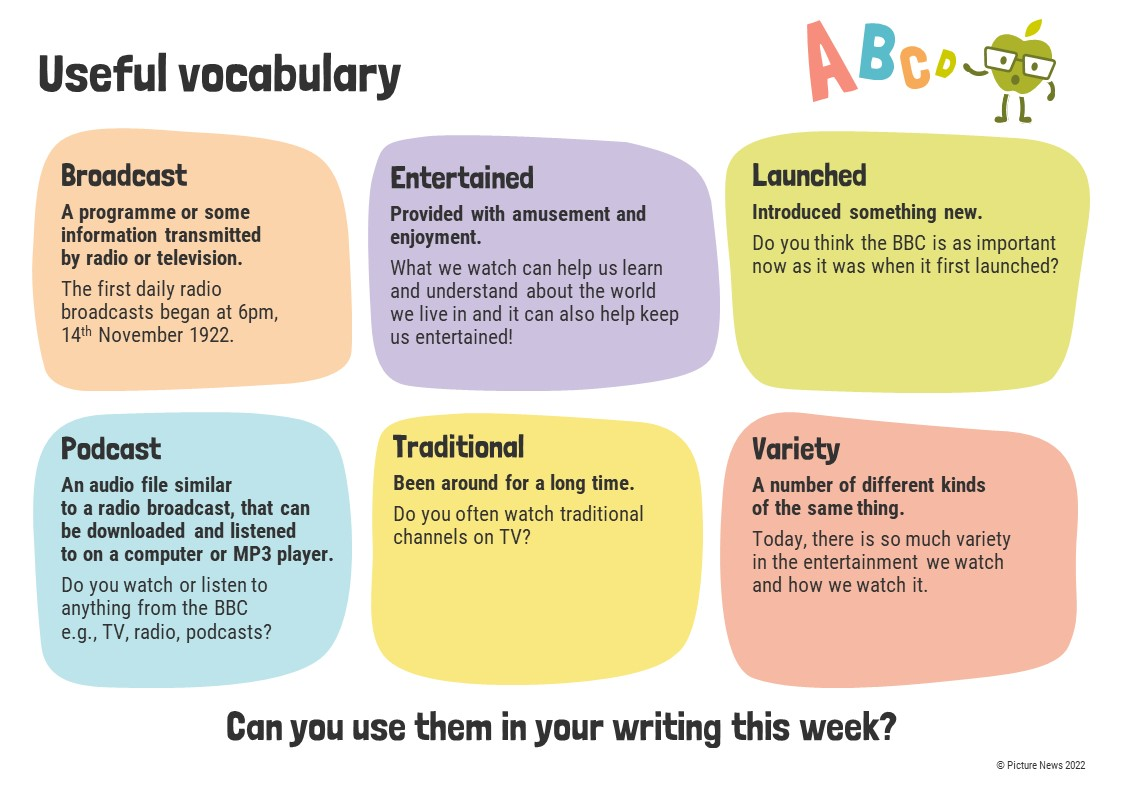 Useful vocabulary
A B C D
Broadcast
A programme or some
information transmitted
by radio or television.
The first daily radio
broadcasts began at 6pm,
14th November 1922.
Entertained
Provided with amusement and
enjoyment.
What we watch can help us learn
and understand about the world
we live in and it can also help keep
us entertained!
Launched
Introduced something new.
Do you think the BBC is as important
now as it was when it first launched?
Podcast
An audio file similar
to a radio broadcast, that can
be downloaded and listened
to on a computer or MP3 player.
Do you watch or listen to
anything from the BBC
e.g., TV, radio, podcasts?
Traditional
Been around for a long time.
Do you often watch traditional
channels on TV?
Variety
A number of different kinds
of the same thing.
Today, there is so much variety
in the entertainment we watch
and how we watch it.
Can you use them in your writing this week?
© Picture News 2022